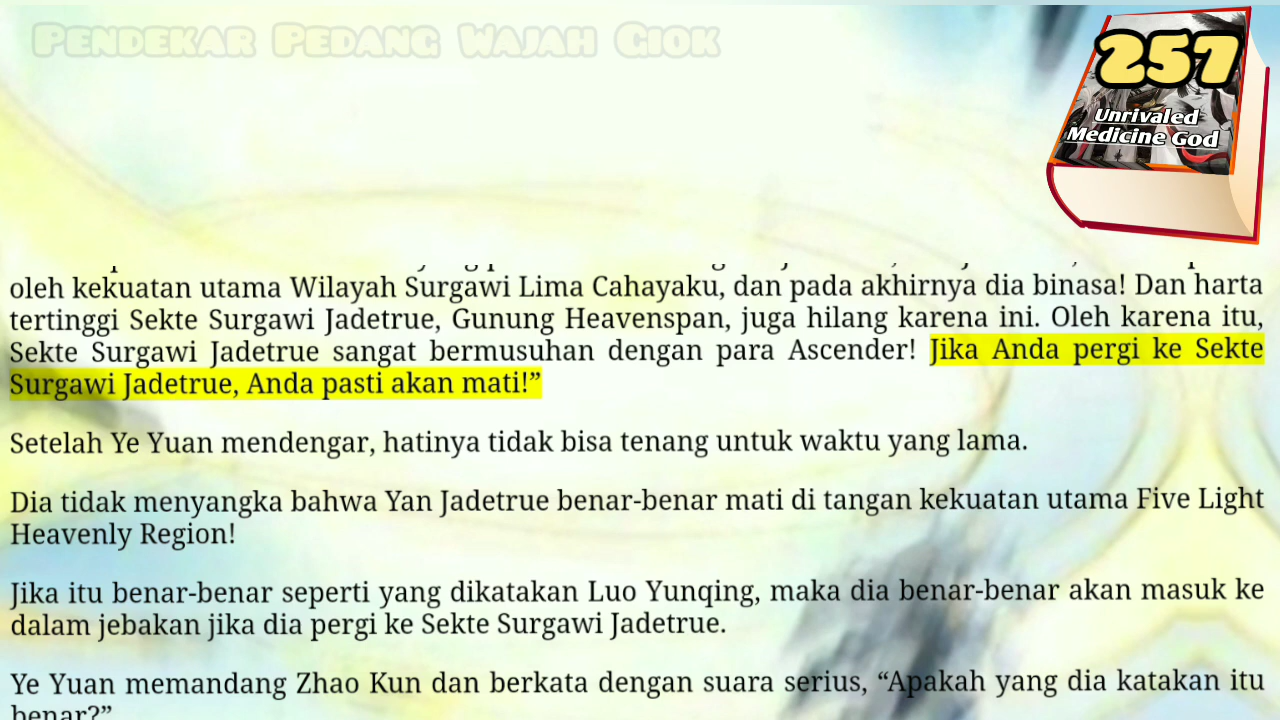 Pendekar Pedang Wajah Giok
257
Unrivaled
Medicine God
oleh kekuatan utama Wilayah Surgawi Lima Cahayaku, dan pada akhirnya dia binasa! Dan harta
tertinggi Sekte Surgawi Jadetrue, Gunung Heavenspan, juga hilang karena ini. Oleh karena itu,
Sekte Surgawi Jadetrue sangat bermusuhan dengan para Ascender! Jika Anda pergi ke Sekte
Surgawi Jadetrue, Anda pasti akan mati!”
Setelah Ye Yuan mendengar, hatinya tidak bisa tenang untuk waktu yang lama.
Dia tidak menyangka bahwa Yan Jadetrue benar-benar mati di tangan kekuatan utama Five Light
Heavenly Region!
Jika itu benar-benar seperti yang dikatakan Luo Yunqing, maka dia benar-benar akan masuk ke
dalam jebakan jika dia pergi ke Sekte Surgawi Jadetrue.
Ye Yuan memandang Zhao Kun dan berkata dengan suara serius, “Apakah yang dia katakan itu
benar?”